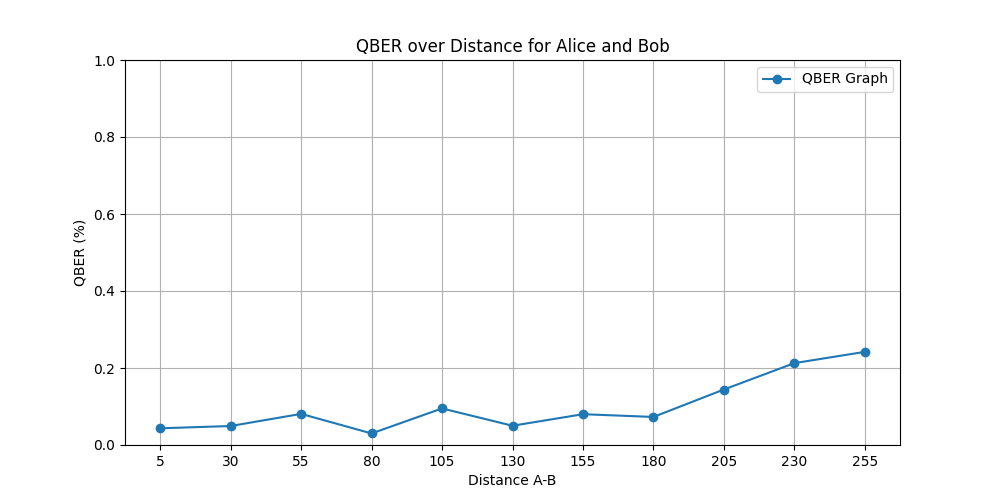 QBER over Distance for Alice and Bob
QBER Graph
QBER (%)
1.0
0.8
0.6
0.4
0.2
0.0
5 30 55 80 105 130 155 180 205 230 255
Distance A-B